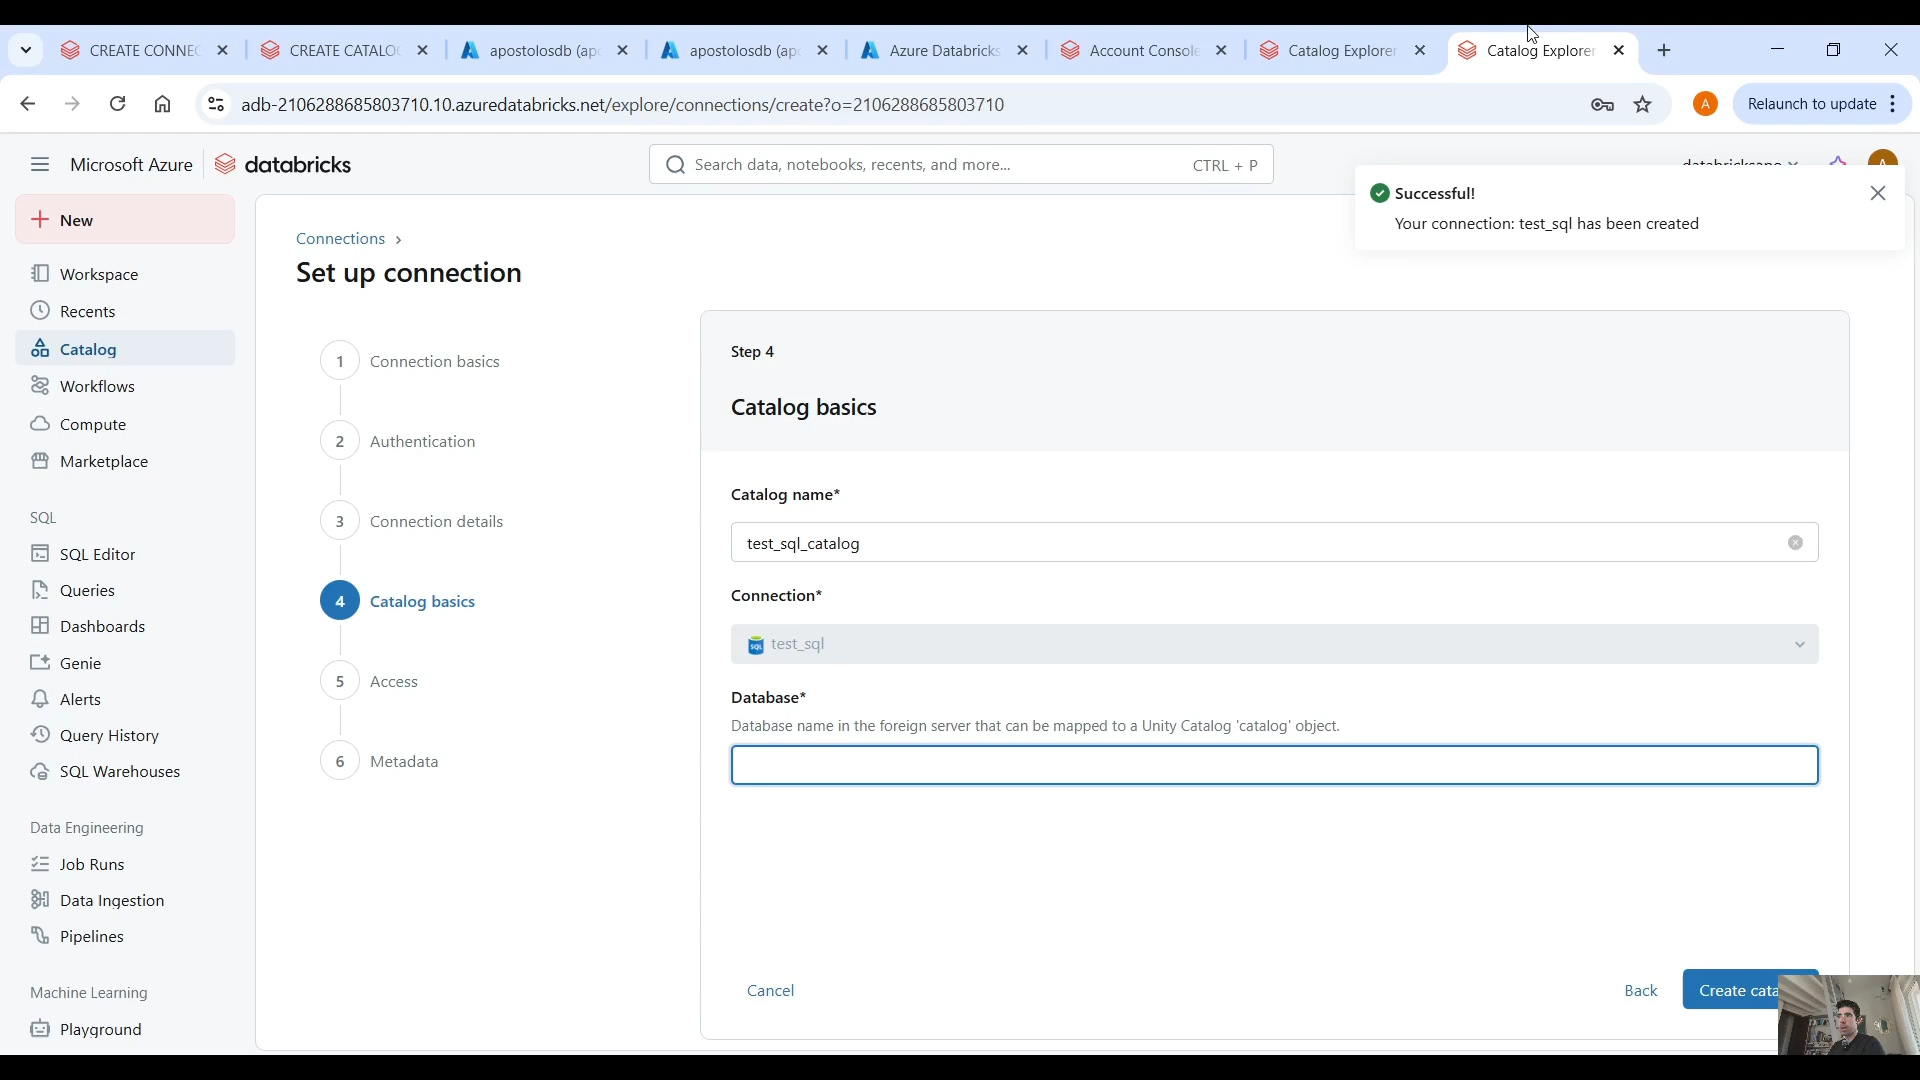 CREATE CONNEC
CREATE CATALOG
apostolosdb (ap
apostolosdb (ap
Azure Databricks
Account Console
Catalog Explorer
Catalog Explorer
adb-2106288685803710.10.azuredatabricks.net/explore/connections/create?o=2106288685803710
A
Relaunch to update
Microsoft Azure
databricks
Search data, notebooks, recents, and more...
CTRL + P
Successful!
Your connection: test_sql has been created
New
Workspace
Recents
Catalog
Workflows
Compute
Marketplace
SQL
SQL Editor
Queries
Dashboards
Genie
Alerts
Query History
SQL Warehouses
Data Engineering
Job Runs
Data Ingestion
Pipelines
Machine Learning
Playground
Connections ›
Set up connection
1 Connection basics
2 Authentication
3 Connection details
4 Catalog basics
5 Access
6 Metadata
Step 4
Catalog basics
Catalog name*
test_sql_catalog
Connection*
SQL test_sql
Database*
Database name in the foreign server that can be mapped to a Unity Catalog 'catalog' object.
Cancel
Back
Create cata